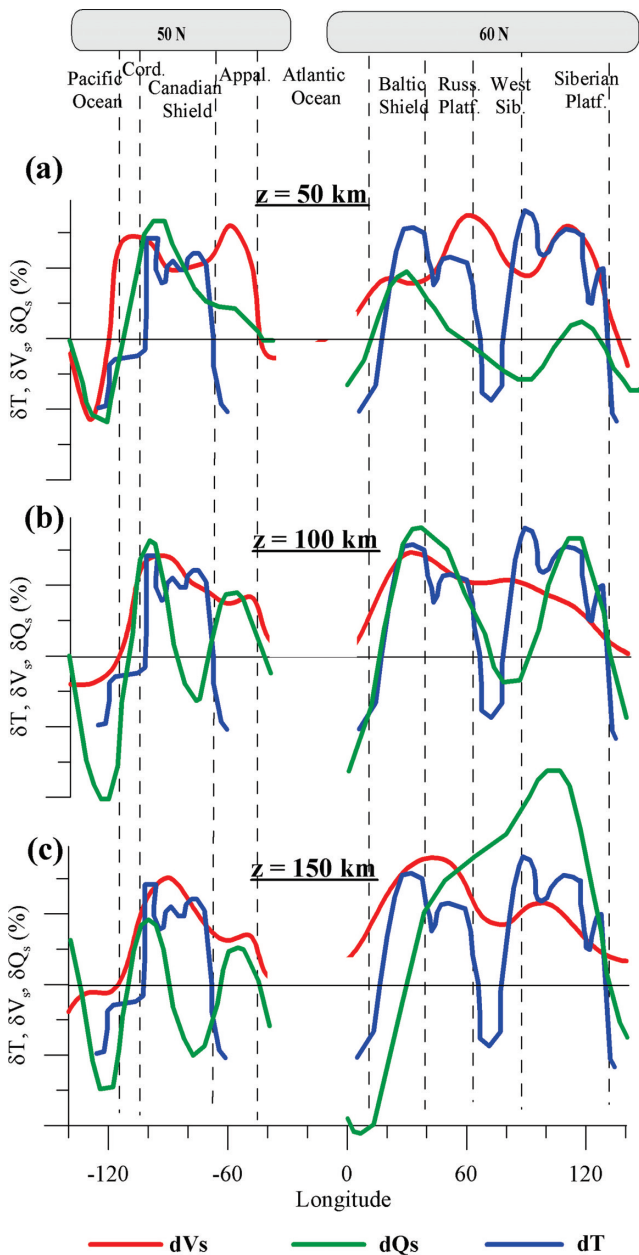 50 N
60 N
Pacific
Ocean
Cord.
Canadian
Shield
Appal.
Atlantic
Ocean
Baltic
Shield
Russ.
Platf.
West
Sib.
Siberian
Platf.
(a)
z = 50 km
δT, δVs, δQs (%)
(b)
z = 100 km
δT, δVs, δQs (%)
(c)
z = 150 km
δT, δVs, δQs (%)
-120
-60
0
60
120
Longitude
dVs
dQs
dT